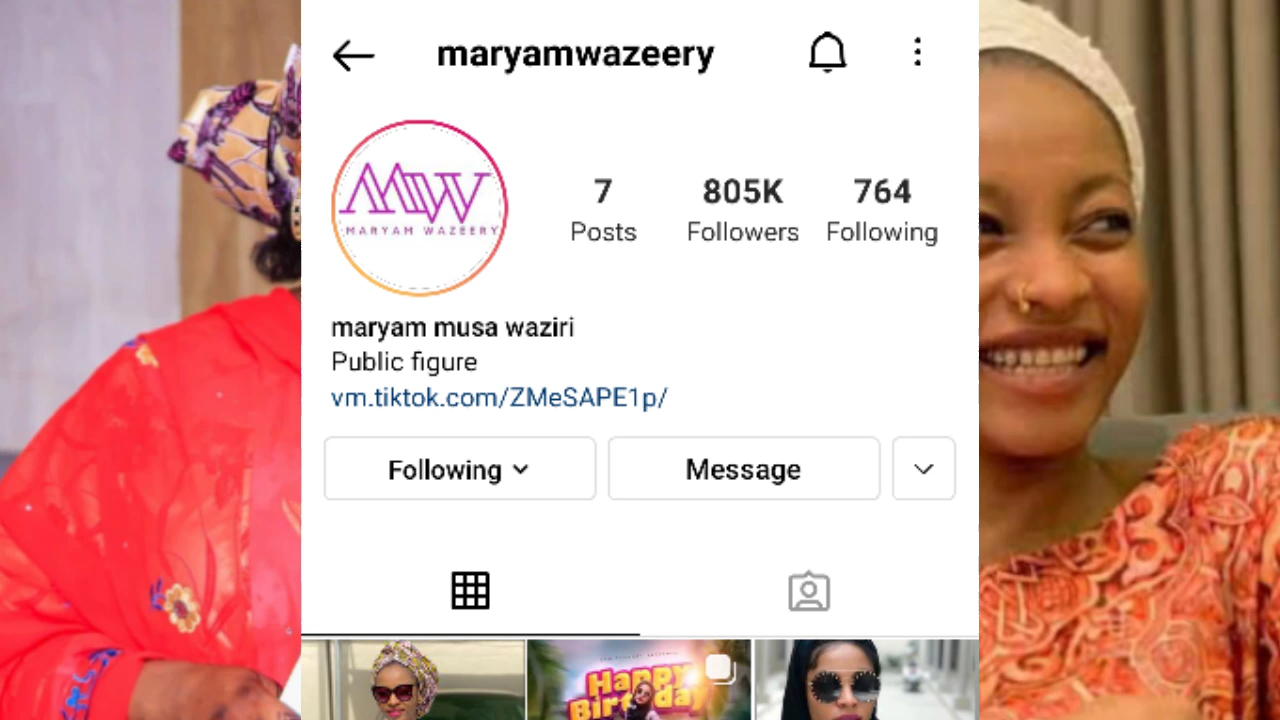 maryamwazeery
MW
MARYAM WAZEERY
7
805K
764
Posts
Followers
Following
maryam musa waziri
Public figure
vm.tiktok.com/ZMeSAPE1p/
Following
Message
Happy
Birthday